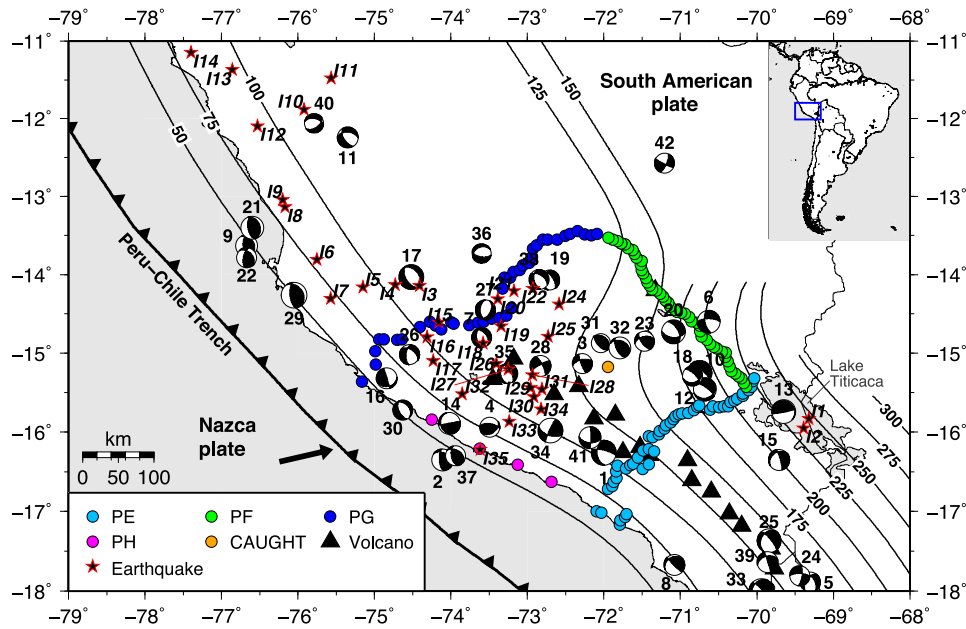 −79° −78° −77° −76° −75° −74° −73° −72° −71° −70° −69° −68°
−11° −11°
I14 I13 I11 100 South American
plate
125 150
75 I10 40
50 I12 11
−12° −12°
42
−13° −13°
I9 I8
21 9 22
I6 17 36 38 19
−14° −14°
Peru−Chile Trench
I7 I5 I4 I3 27 I20 I22 I24
29 I15 7 20 6
−15° −15°
26 I16 I18 I19 I25 31 32 23
I17 35 28 3 18 10
I27 I32 I26 I29 I31 I28 12 13
Lake
Titicaca
16 I30 I34 I1
I2
−16° −16°
30 14 4 I33 34 41 1 15
Nazca
plate
km
0 50 100
2 37 I35
300 275 250 225 200 175
−17° −17°
25
39 24
8 33 5
−18° −18°
PE PF PG
PH CAUGHT Volcano
Earthquake
−79° −78° −77° −76° −75° −74° −73° −72° −71° −70° −69° −68°